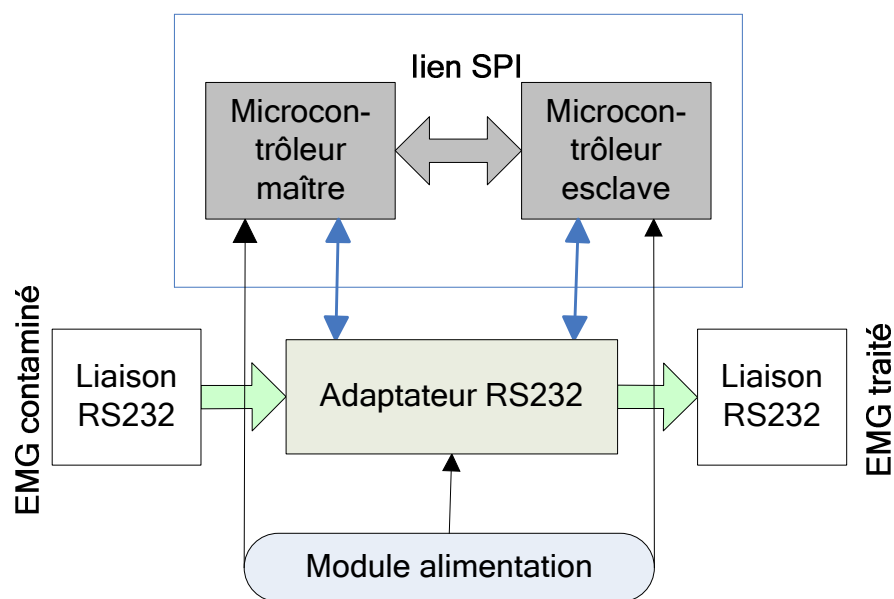 lien SPI
Microcon-
trôleur
maître
Microcon-
trôleur
esclave
EMG contaminé
Liaison
RS232
Adaptateur RS232
Liaison
RS232
EMG traité
Module alimentation